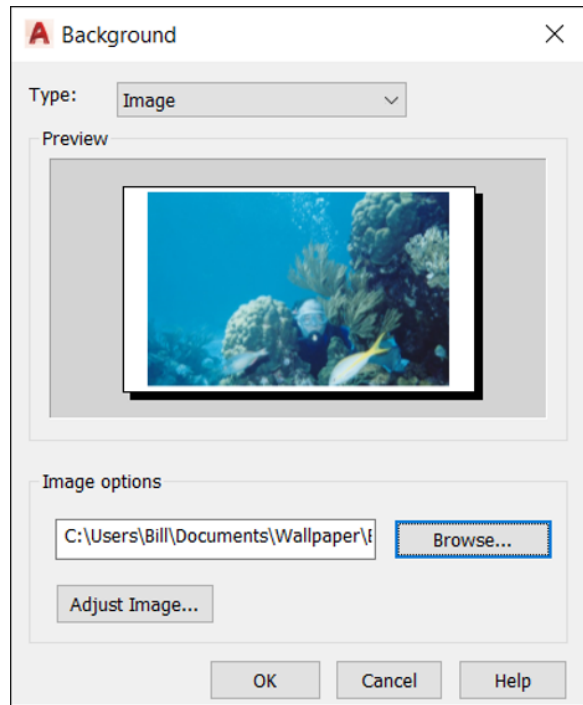 Background
Type: Image
Preview
Image options
C:\Users\Bill\Documents\Wallpaper\ Browse...
Adjust Image...
OK Cancel Help